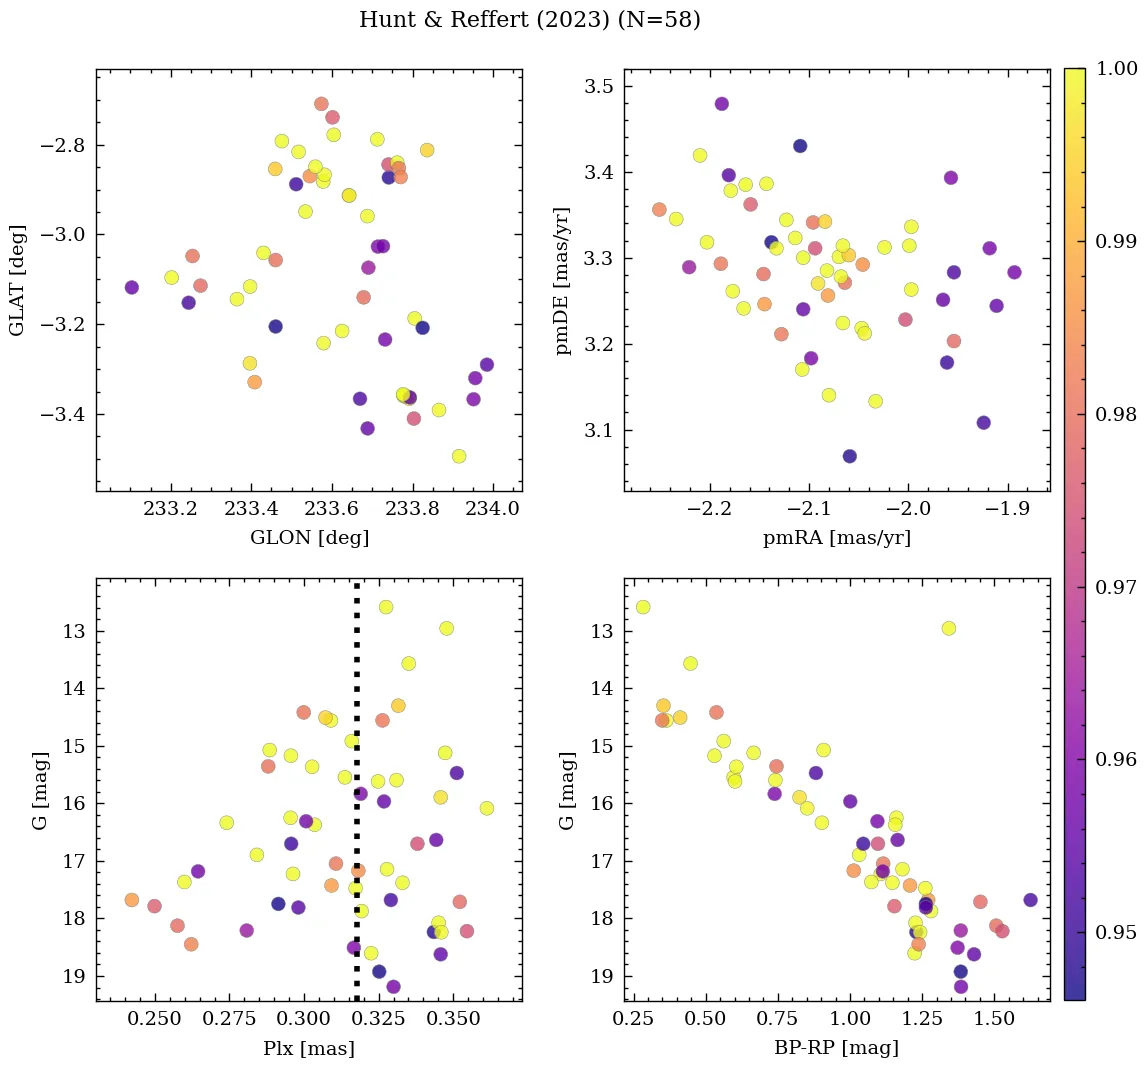 Hunt & Reffert (2023) (N=58)
−2.8
−3.0
−3.2
−3.4
GLAT [deg]
233.2 233.4 233.6 233.8 234.0
GLON [deg]
3.5
3.4
3.3
3.2
3.1
pmDE [mas/yr]
−2.2 −2.1 −2.0 −1.9
pmRA [mas/yr]
13
14
15
16
17
18
19
G [mag]
0.250 0.275 0.300 0.325 0.350
Plx [mas]
13
14
15
16
17
18
19
G [mag]
0.25 0.50 0.75 1.00 1.25 1.50
BP-RP [mag]
1.00
0.99
0.98
0.97
0.96
0.95